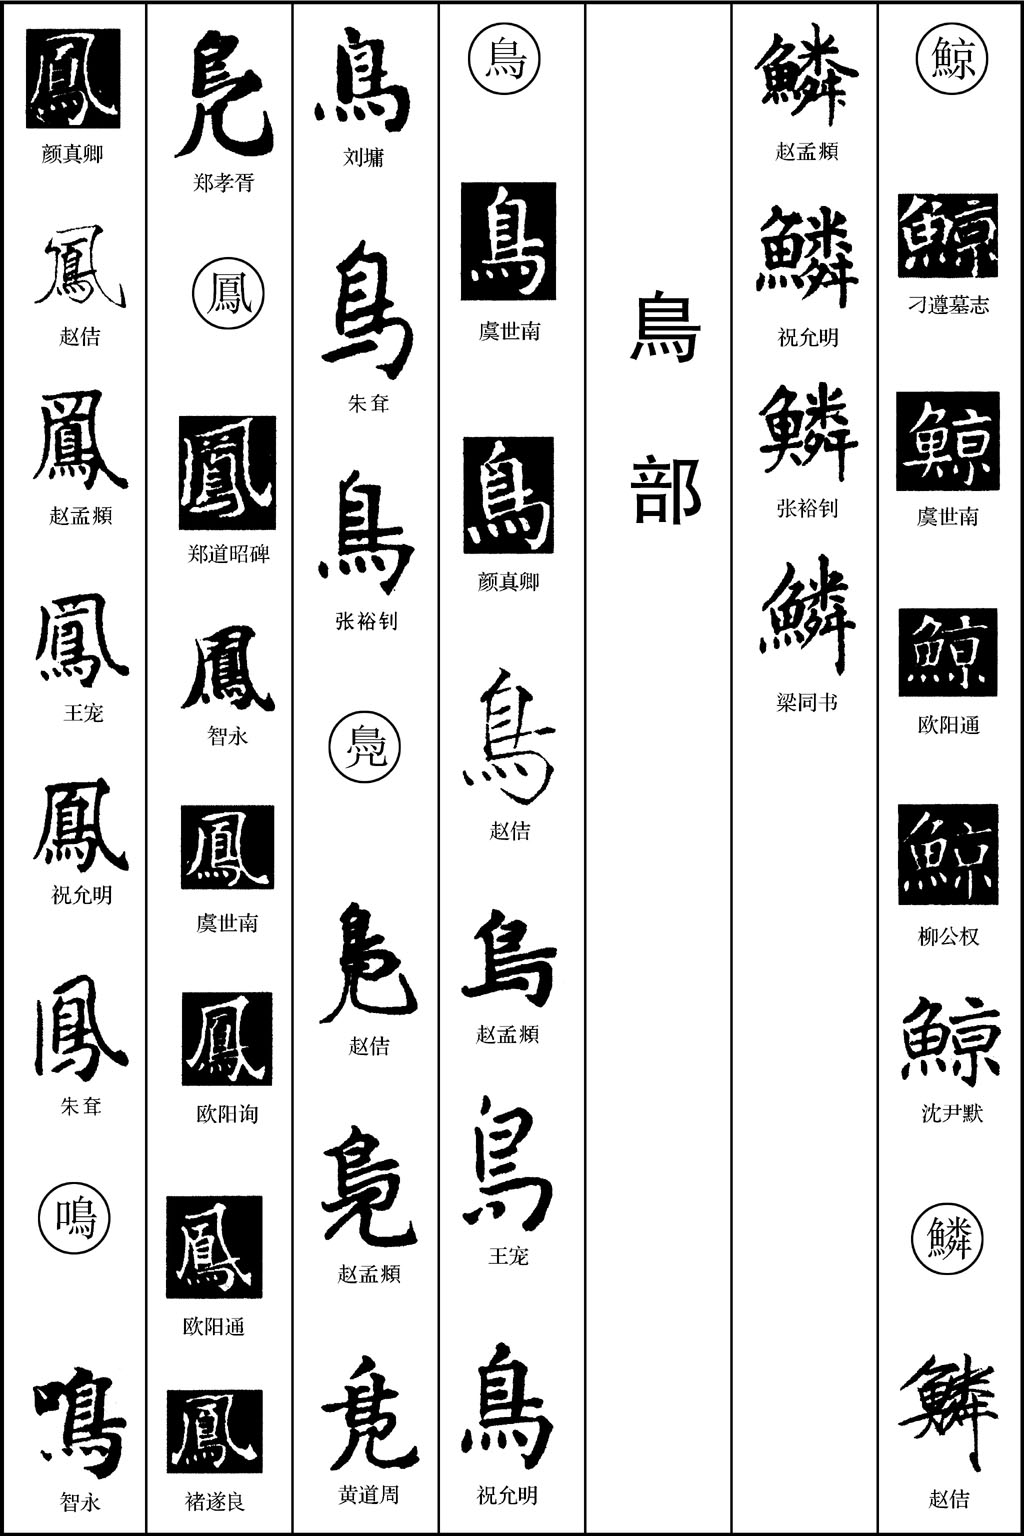 鯨
鯨
刁遵墓志
鯨
虞世南
鯨
欧阳通
鯨
柳公权
鯨
沈尹默
鱗
鱗
赵佶
鱗
赵孟頫
鱗
祝允明
鱗
张裕钊
鱗
梁同书
鳥部
鳥
鳥
虞世南
鳥
颜真卿
鳥
赵佶
鳥
赵孟頫
鳥
王宠
鳥
祝允明
鳥
刘墉
鳥
朱耷
鳥
张裕钊
鳧
鳧
赵佶
鳧
赵孟頫
鳧
黄道周
鳧
郑孝胥
鳳
鳳
郑道昭碑
鳳
智永
鳳
虞世南
鳳
欧阳询
鳳
欧阳通
鳳
褚遂良
鳳
颜真卿
鳳
赵佶
鳳
赵孟頫
鳳
王宠
鳳
祝允明
鳳
朱耷
鳴
鳴
智永